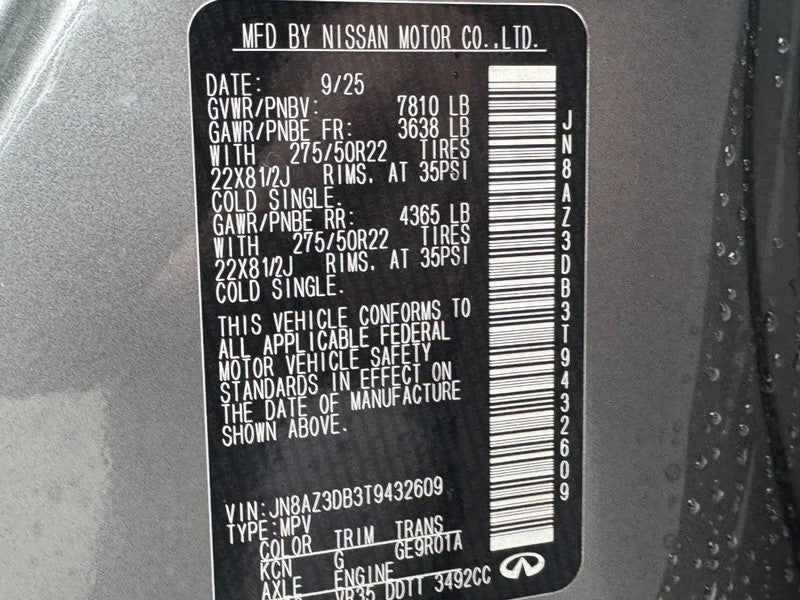 MFD BY NISSAN MOTOR CO.,LTD.
DATE: 9/25
GVWR/PNBV: 7810 LB
GAWR/PNBE FR: 3638 LB
WITH 275/50R22 TIRES
22X81/2J RIMS, AT 35PSI
COLD SINGLE.
GAWR/PNBE RR: 4365 LB
WITH 275/50R22 TIRES
22X81/2J RIMS, AT 35PSI
COLD SINGLE.
THIS VEHICLE CONFORMS TO
ALL APPLICABLE FEDERAL
MOTOR VEHICLE SAFETY
STANDARDS IN EFFECT ON
THE DATE OF MANUFACTURE
SHOWN ABOVE.
VIN: JN8AZ3DB3T9432609
TYPE: MPV
COLOR TRIM TRANS
KCN G GE9R01A
AXLE ENGINE
VR35 DDTT 3492CC
JN8AZ3DB3T9432609